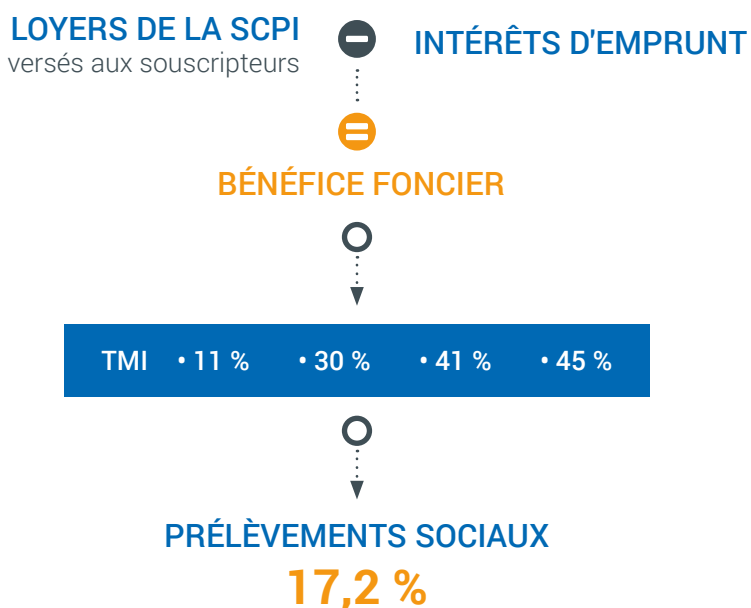 LOYERS DE LA SCPI
versés aux souscripteurs
INTÉRÊTS D'EMPRUNT
BÉNÉFICE FONCIER
TMI • 11 % • 30 % • 41 % • 45 %
PRÉLÈVEMENTS SOCIAUX
17,2 %